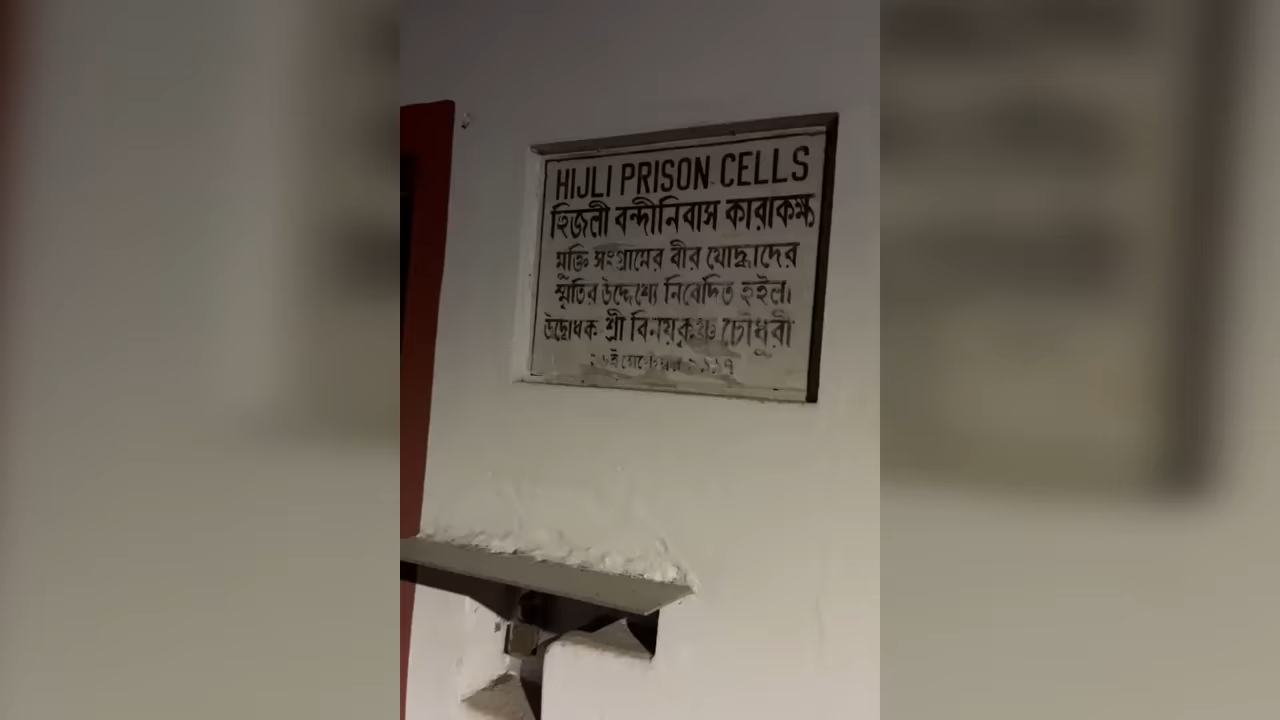 HIJLI PRISON CELLS
হিজলী বন্দীনিবাস কারাকক্ষ
মুক্তি সংগ্রামের বীর যোদ্ধাদের
স্মৃতির উদ্দেশ্যে নিবেদিত হইল।
উদ্বোধক শ্রী বিনয়কৃষ্ণ চৌধুরী